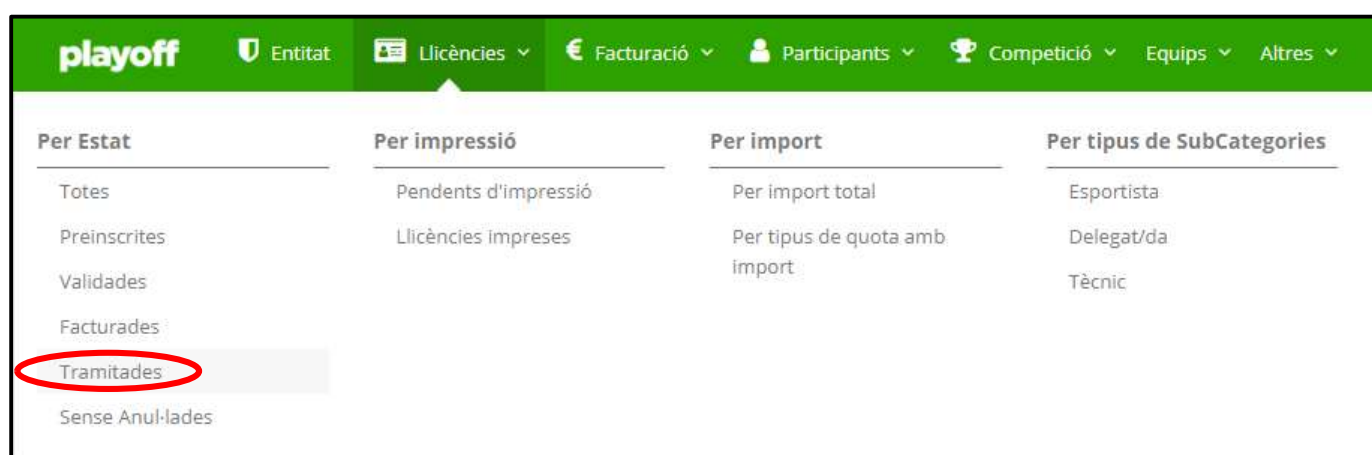 playoff Entitat Llicències Facturació Participants Competició Equips Altres
Per Estat
Totes
Preinscrites
Validades
Facturades
Tramitades
Sense Anul·lades
Per impressió
Pendents d'impressió
Llicències impreses
Per import
Per import total
Per tipus de quota amb
import
Per tipus de SubCategories
Esportista
Delegat/da
Tècnic